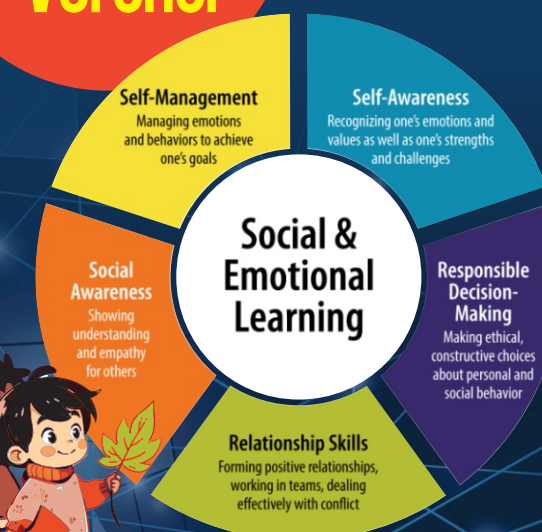 Self-Management
Managing emotions
and behaviors to achieve
one's goals
Self-Awareness
Recognizing one's emotions and
values as well as one's strengths
and challenges
Social &
Emotional
Learning
Social
Awareness
Showing
understanding
and empathy
for others
Responsible
Decision-
Making
Making ethical,
constructive choices
about personal and
social behavior
Relationship Skills
Forming positive relationships,
working in teams, dealing
effectively with conflict